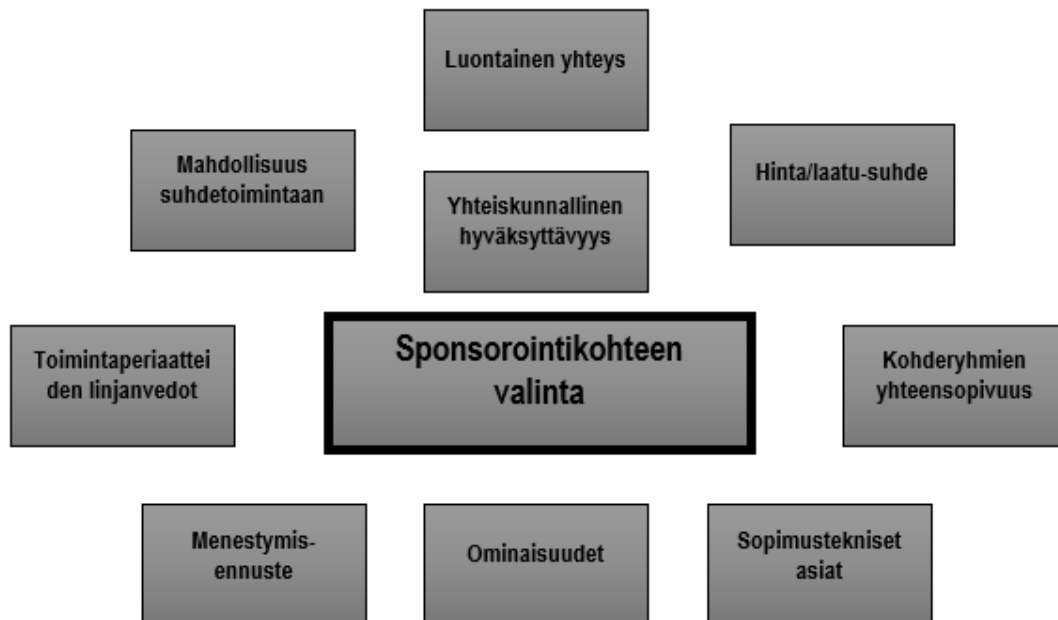 Luontainen yhteys
Mahdollisuus
suhdetoimintaan
Hinta/laatu-suhde
Yhteiskunnallinen
hyväksyttävyys
Toimintaperiaattei
den linjanvedot
Sponsorointikohteen
valinta
Kohderyhmien
yhteensopivuus
Menestymis-
ennuste
Ominaisuudet
Sopimustekniset
asiat